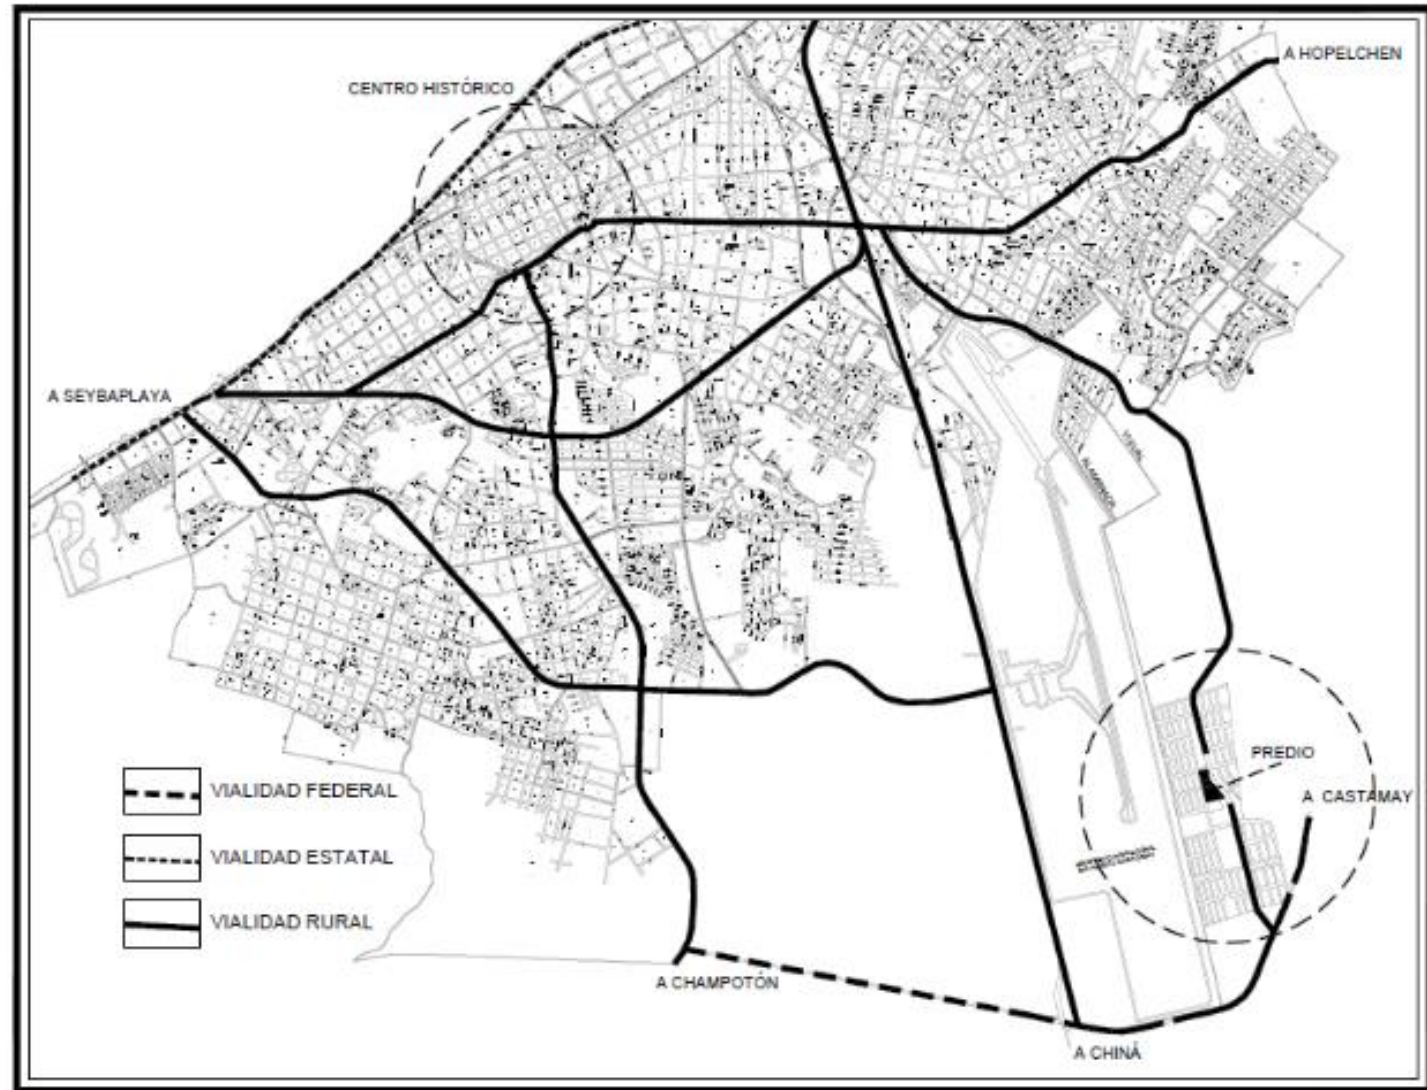 A HOPELCHEN
CENTRO HISTÓRICO
A SEYBAPLAYA
PREDIO
A CASTAMAY
VIALIDAD FEDERAL
VIALIDAD ESTATAL
VIALIDAD RURAL
A CHAMPOTÓN
A CHINÁ